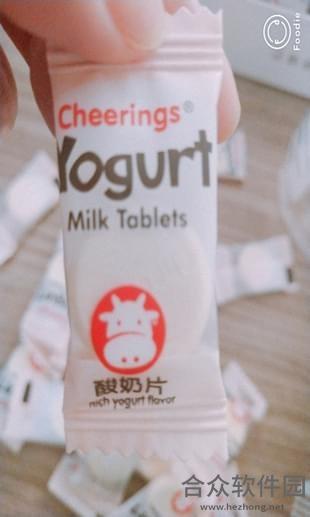 Foodie
Cheerings®
Yogurt
Milk Tablets
酸奶片
rich yogurt flavor
合众软件园
www.hezhong.net